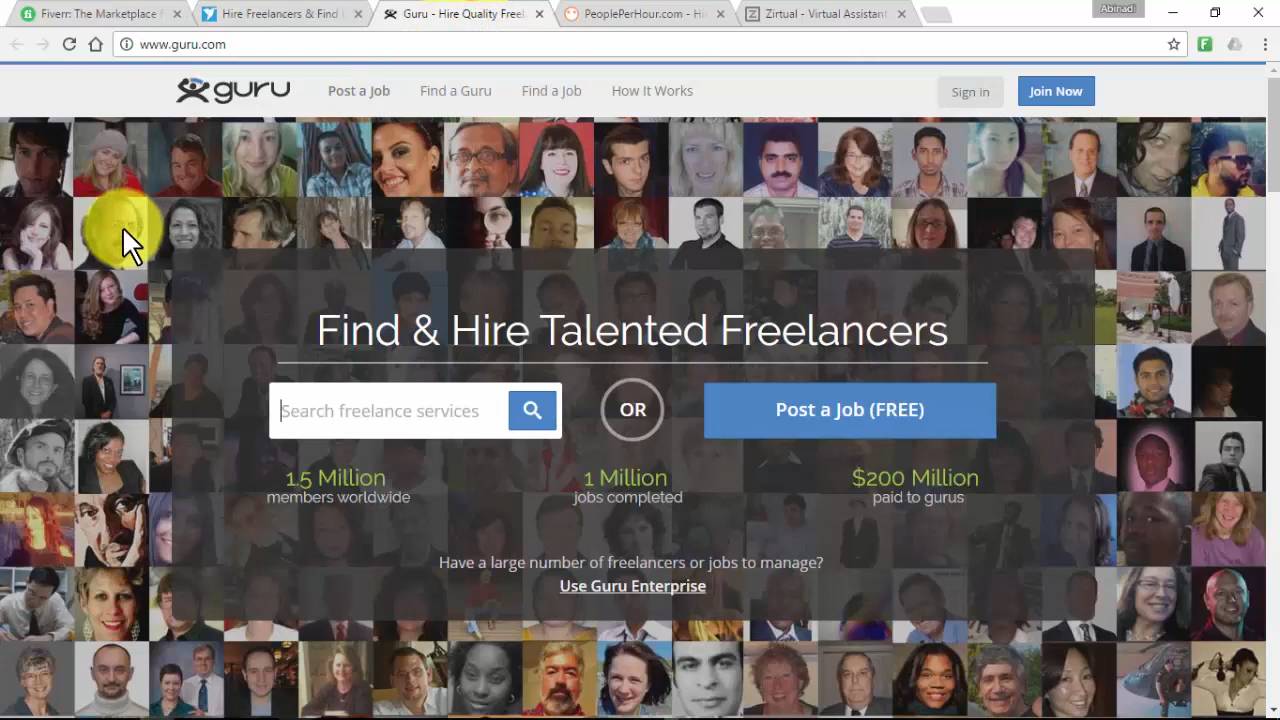 Fiverr: The Marketplace f
Hire Freelancers & Find
Guru - Hire Quality Freel
PeoplePerHour.com - Hi
Zirtual - Virtual Assistant
Abinadi
www.guru.com
guru
Post a Job
Find a Guru
Find a Job
How It Works
Sign in
Join Now
Find & Hire Talented Freelancers
Search freelance services
OR
Post a Job (FREE)
1.5 Million
members worldwide
1 Million
jobs completed
$200 Million
paid to gurus
Have a large number of freelancers or jobs to manage?
Use Guru Enterprise